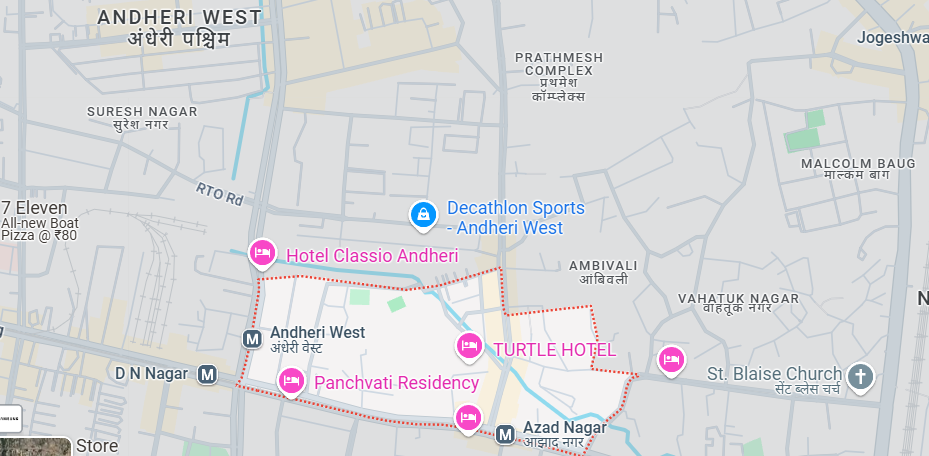 ANDHERI WEST
अंधेरी पश्चिम
Jogeshwa
PRATHMESH
COMPLEX
प्रथमेश
कॉम्प्लेक्स
SURESH NAGAR
सुरेश नगर
MALCOLM BAUG
माल्कम बाग
RTO Rd
7 Eleven
All-new Boat
Pizza @ ₹80
Decathlon Sports
- Andheri West
Hotel Classio Andheri
AMBIVALI
आंबिवली
VAHATUK NAGAR
वाहतूक नगर
N
g
M
Andheri West
अंधेरी वेस्ट
TURTLE HOTEL
D N Nagar
M
Panchvati Residency
St. Blaise Church
सेंट ब्लेस चर्च
M
Azad Nagar
आझाद नगर
SAMSUNG
Store